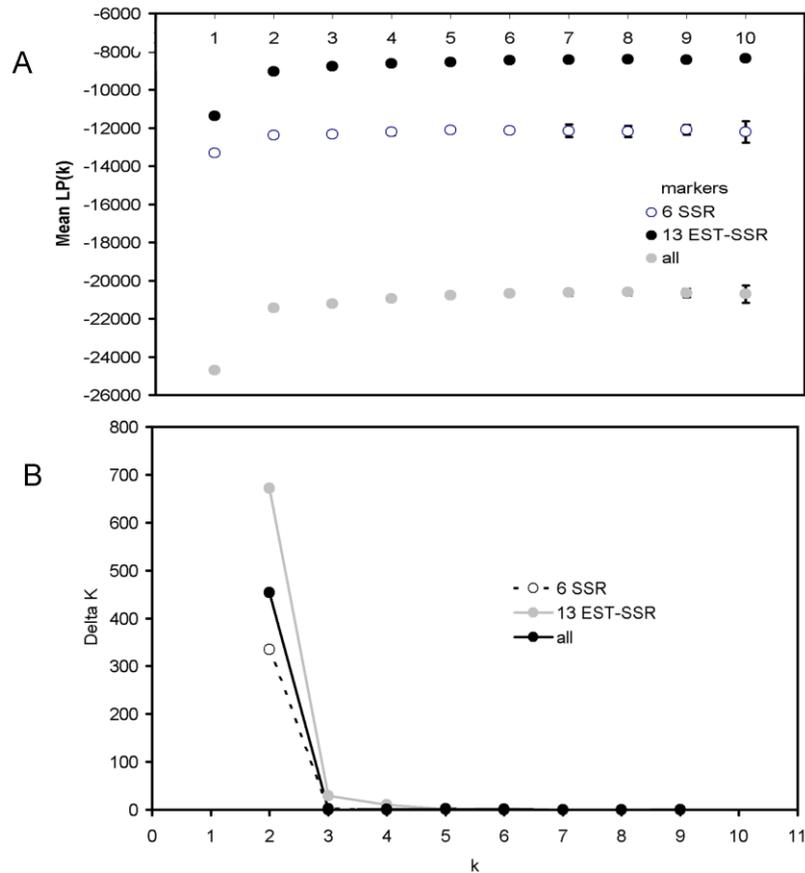 A
-6000
-8000
-10000
-12000
-14000
-16000
-18000
-20000
-22000
-24000
-26000
Mean LP(k)
1 2 3 4 5 6 7 8 9 10
markers
6 SSR
13 EST-SSR
all
B
800
700
600
500
400
300
200
100
0
Delta K
6 SSR
13 EST-SSR
all
0 1 2 3 4 5 6 7 8 9 10 11
k